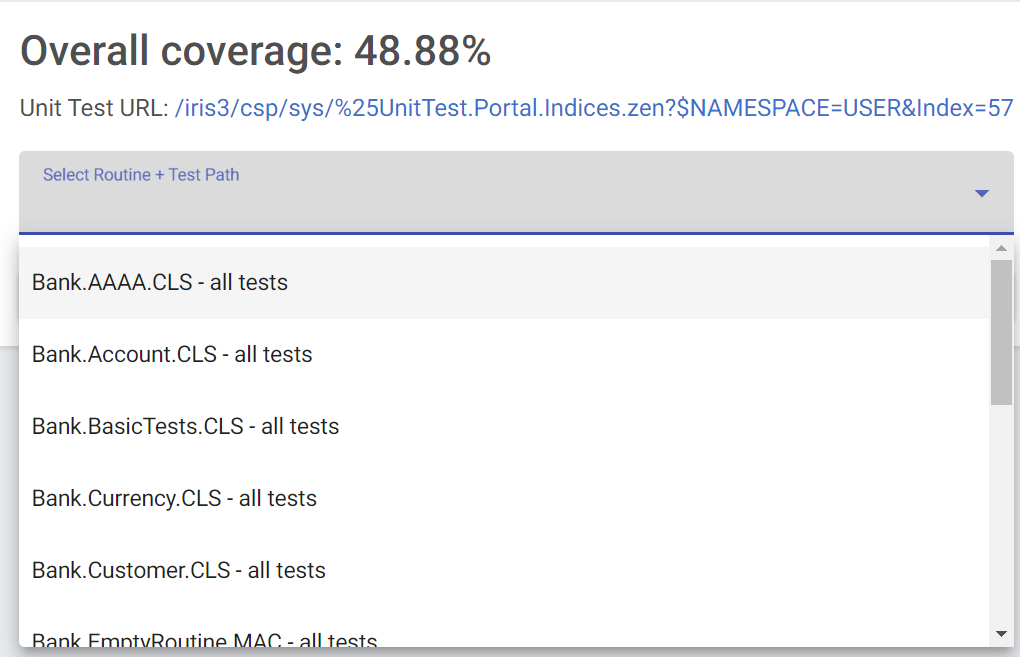 Overall coverage: 48.88%
Unit Test URL: /iris3/csp/sys/%25UnitTest.Portal.Indices.zen?$NAMESPACE=USER&Index=57
Select Routine + Test Path
Bank.AAAA.CLS - all tests
Bank.Account.CLS - all tests
Bank.BasicTests.CLS - all tests
Bank.Currency.CLS - all tests
Bank.Customer.CLS - all tests
Bank.EmptyRoutine.MAC - all tests